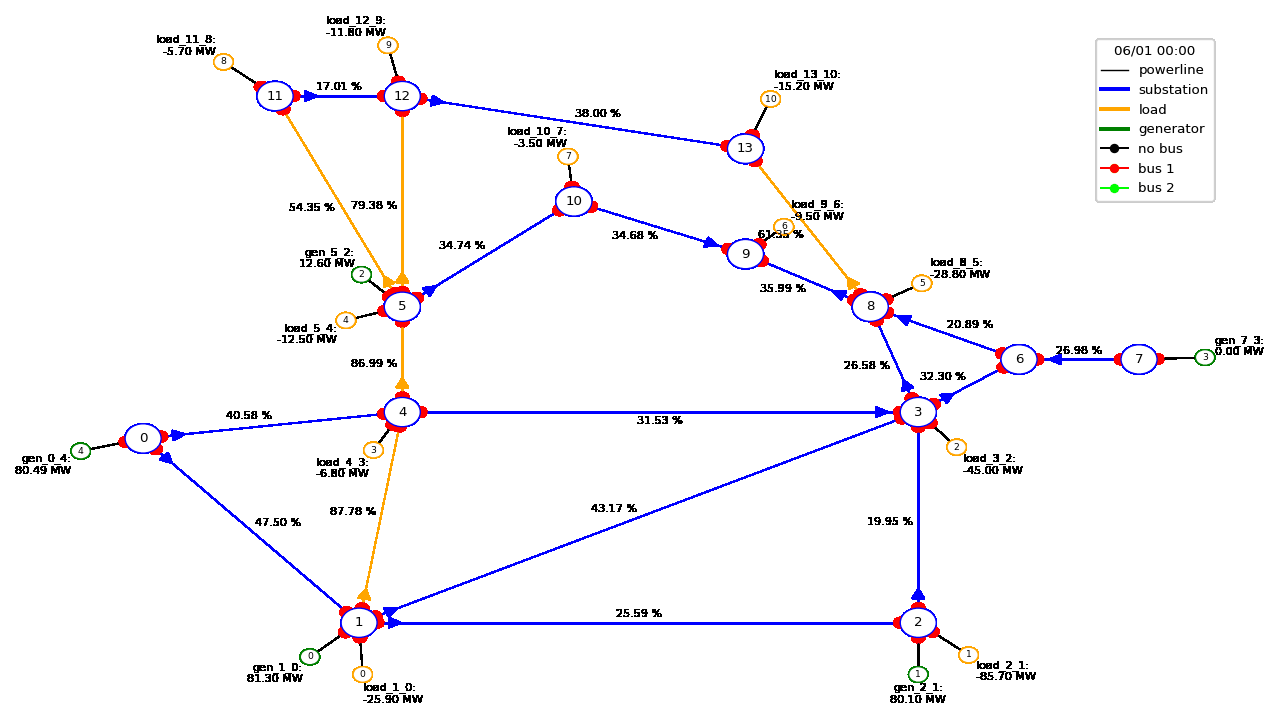 load_12_9:
-11.80 MW
9
load_11_8:
-5.70 MW
8
11
17.01 %
12
38.00 %
load_13_10:
-15.20 MW
10
13
06/01 00:00
powerline
substation
load
generator
no bus
bus 1
bus 2
load_10_7:
-3.50 MW
7
10
54.35 %
79.38 %
34.74 %
34.68 %
load_9_6:
-9.50 MW
6
9
35.99 %
gen_5_2:
12.60 MW
2
5
4
load_5_4:
-12.50 MW
load_8_5:
-28.80 MW
5
8
20.89 %
26.58 %
32.30 %
6
26.98 %
7
3
gen_7_3:
0.00 MW
86.99 %
40.58 %
4
31.53 %
3
2
load_3_2:
-45.00 MW
0
4
gen_0_4:
80.49 MW
3
load_4_3:
-6.80 MW
47.50 %
87.78 %
43.17 %
19.95 %
1
25.59 %
2
0
gen_1_0:
81.30 MW
0
load_1_0:
-25.90 MW
1
gen_2_1:
80.10 MW
1
load_2_1:
-85.70 MW